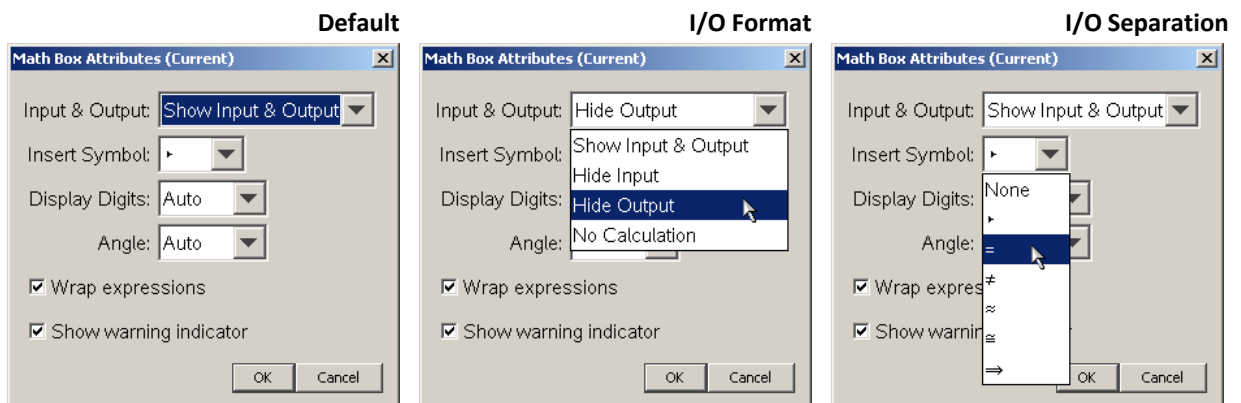 Default
Math Box Attributes (Current)
Input & Output: Show Input & Output
Insert Symbol: ▸
Display Digits: Auto
Angle: Auto
Wrap expressions
Show warning indicator
OK Cancel
I/O Format
Math Box Attributes (Current)
Input & Output: Hide Output
Show Input & Output
Insert Symbol:
Hide Input
Display Digits: Hide Output
Angle: No Calculation
Wrap expressions
Show warning indicator
OK Cancel
I/O Separation
Math Box Attributes (Current)
Input & Output: Show Input & Output
Insert Symbol: ▸
Display Digits: None
▸
Angle: =
Wrap expres ≠
≈
Show warnin ≅
⇒ OK Cancel